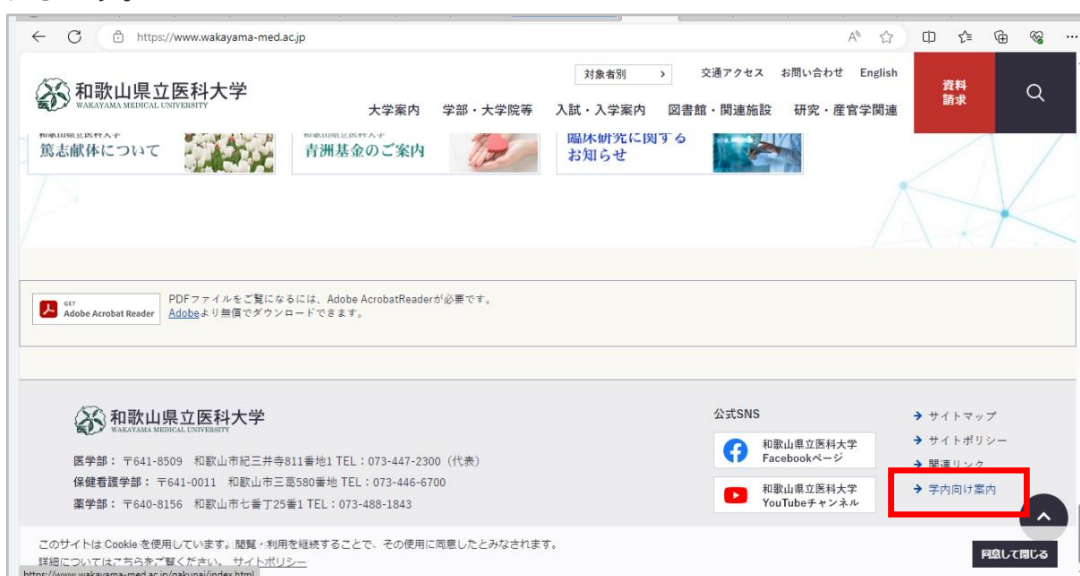 https://www.wakayama-med.ac.jp
和歌山県立医科大学
WAKAYAMA MEDICAL UNIVERSITY
対象者別
交通アクセス お問い合わせ English
資料
請求
大学案内 学部・大学院等 入試・入学案内 図書館・関連施設 研究・産官学関連
和歌山県立医科大学
篤志献体について
和歌山県立医科大学
青洲基金のご案内
臨床研究に関する
お知らせ
GET
Adobe Acrobat Reader
PDFファイルをご覧になるには、Adobe AcrobatReaderが必要です。
Adobeより無償でダウンロードできます。
和歌山県立医科大学
WAKAYAMA MEDICAL UNIVERSITY
医学部：〒641-8509 和歌山市紀三井寺811番地1 TEL：073-447-2300（代表）
保健看護学部：〒641-0011 和歌山市三葛580番地 TEL：073-446-6700
薬学部：〒640-8156 和歌山市七番丁25番1 TEL：073-488-1843
公式SNS
和歌山県立医科大学
Facebookページ
和歌山県立医科大学
YouTubeチャンネル
サイトマップ
サイトポリシー
関連リンク
学内向け案内
このサイトは Cookie を使用しています。閲覧・利用を継続することで、その使用に同意したとみなされます。
詳細についてはこちらをご覧ください。 サイトポリシー
同意して閉じる
https://www.wakayama-med.ac.jp/gakunai/index.html